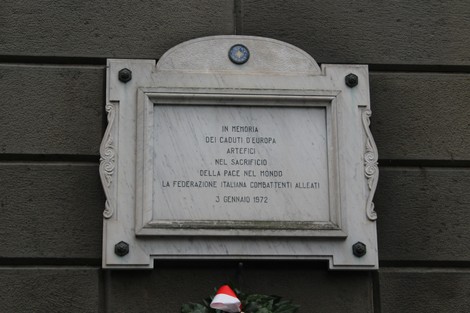 IN MEMORIA
DEI CADUTI D'EUROPA
ARTEFICI
NEL SACRIFICIO
DELLA PACE NEL MONDO
LA FEDERAZIONE ITALIANA COMBATTENTI ALLEATI
3 GENNAIO 1972